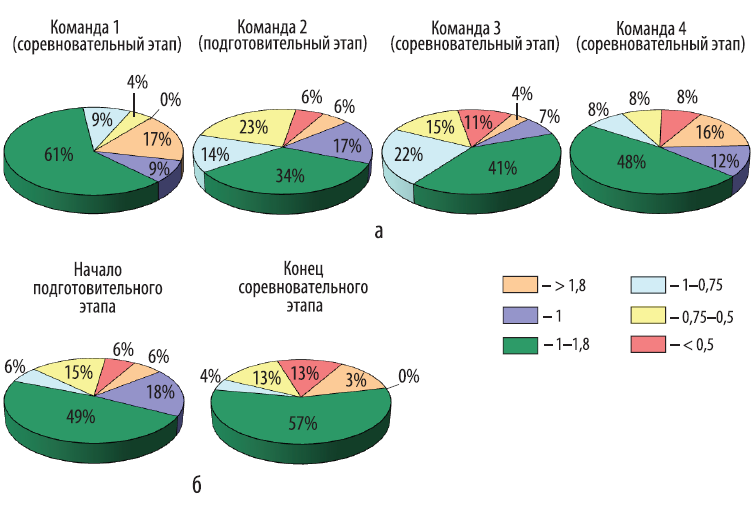 Команда 1
(соревновательный этап)
Команда 2
(подготовительный этап)
Команда 3
(соревновательный этап)
Команда 4
(соревновательный этап)
9%
4%
0%
17%
9%
61%
23%
6%
6%
17%
34%
14%
15%
11%
4%
7%
41%
22%
8%
8%
8%
16%
12%
48%
а
Начало
подготовительного
этапа
Конец
соревновательного
этапа
6%
15%
6%
6%
18%
49%
4%
13%
13%
3%
0%
57%
– > 1,8
– 1
– 1–1,8
– 1–0,75
– 0,75–0,5
– < 0,5
б